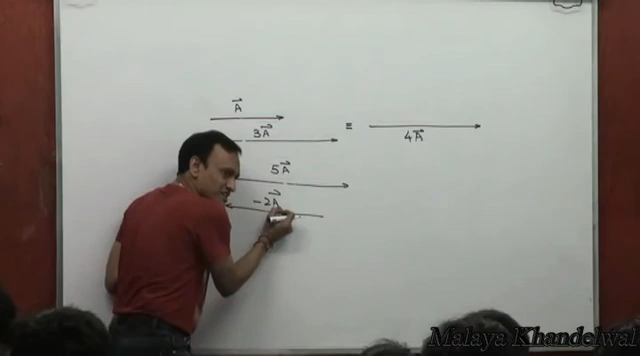 A⃗
3A⃗ = 4A⃗
5A⃗
-2A⃗
Malaya Khandelwal